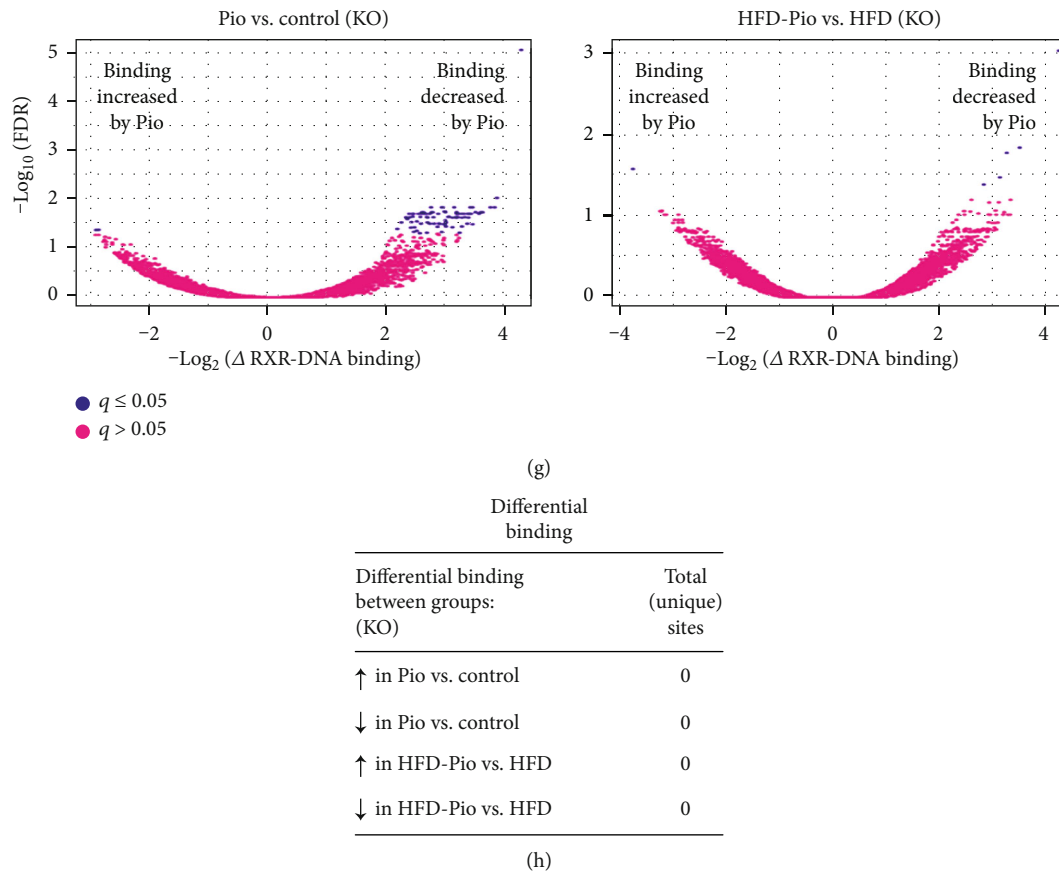 Pio vs. control (KO)
5
4
3
2
1
0
−Log10 (FDR)
Binding
increased
by Pio
Binding
decreased
by Pio
−2
0
2
4
−Log2 (Δ RXR-DNA binding)
HFD-Pio vs. HFD (KO)
3
2
1
0
Binding
increased
by Pio
Binding
decreased
by Pio
−4
−2
0
2
4
−Log2 (Δ RXR-DNA binding)
q ≤ 0.05
q > 0.05
(g)
Differential
binding
Differential binding
between groups:
(KO)
Total
(unique)
sites
↑ in Pio vs. control 0
↓ in Pio vs. control 0
↑ in HFD-Pio vs. HFD 0
↓ in HFD-Pio vs. HFD 0
(h)